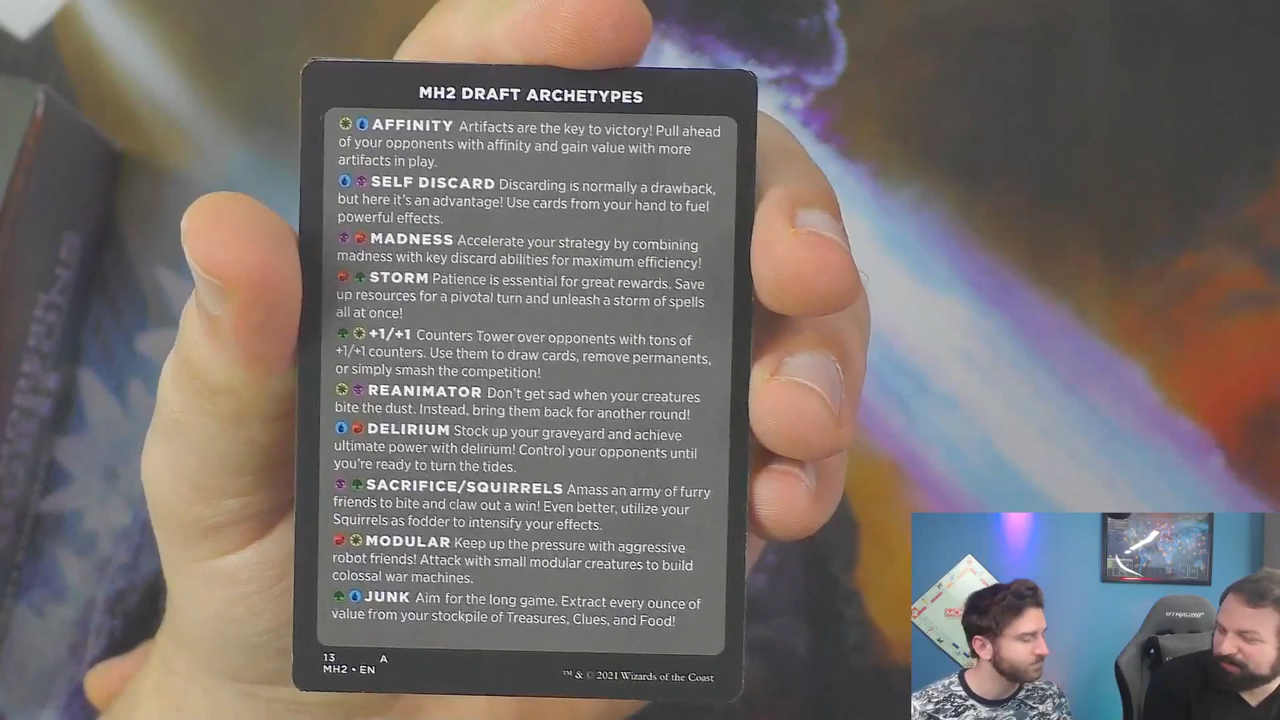 MH2 DRAFT ARCHETYPES
AFFINITY Artifacts are the key to victory! Pull ahead
of your opponents with affinity and gain value with more
artifacts in play.
SELF DISCARD Discarding is normally a drawback,
but here it's an advantage! Use cards from your hand to fuel
powerful effects.
MADNESS Accelerate your strategy by combining
madness with key discard abilities for maximum efficiency!
STORM Patience is essential for great rewards. Save
up resources for a pivotal turn and unleash a storm of spells
all at once!
+1/+1 Counters Tower over opponents with tons of
+1/+1 counters. Use them to draw cards, remove permanents,
or simply smash the competition!
REANIMATOR Don't get sad when your creatures
bite the dust. Instead, bring them back for another round!
DELIRIUM Stock up your graveyard and achieve
ultimate power with delirium! Control your opponents until
you're ready to turn the tides.
SACRIFICE/SQUIRRELS Amass an army of furry
friends to bite and claw out a win! Even better, utilize your
Squirrels as fodder to intensify your effects.
MODULAR Keep up the pressure with aggressive
robot friends! Attack with small modular creatures to build
colossal war machines.
JUNK Aim for the long game. Extract every ounce of
value from your stockpile of Treasures, Clues, and Food!
13 A
MH2 • EN
™ & © 2021 Wizards of the Coast
GTRACING